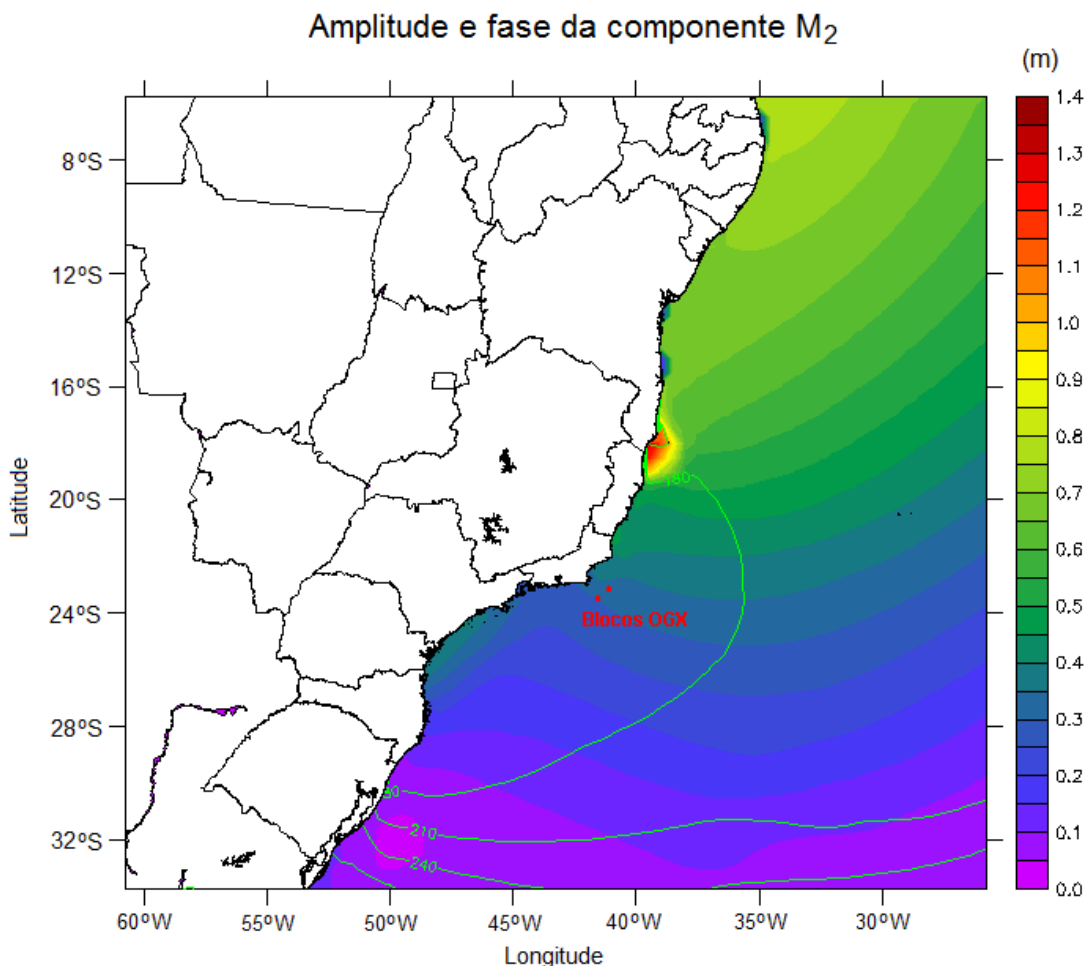 Amplitude e fase da componente M₂
(m)
1.4
1.3
1.2
1.1
1.0
0.9
0.8
0.7
0.6
0.5
0.4
0.3
0.2
0.1
0.0
8ºS
12ºS
16ºS
20ºS
24ºS
28ºS
32ºS
Latitude
180
Blocos OGX
210
240
60ºW
55ºW
50ºW
45ºW
40ºW
35ºW
30ºW
Longitude